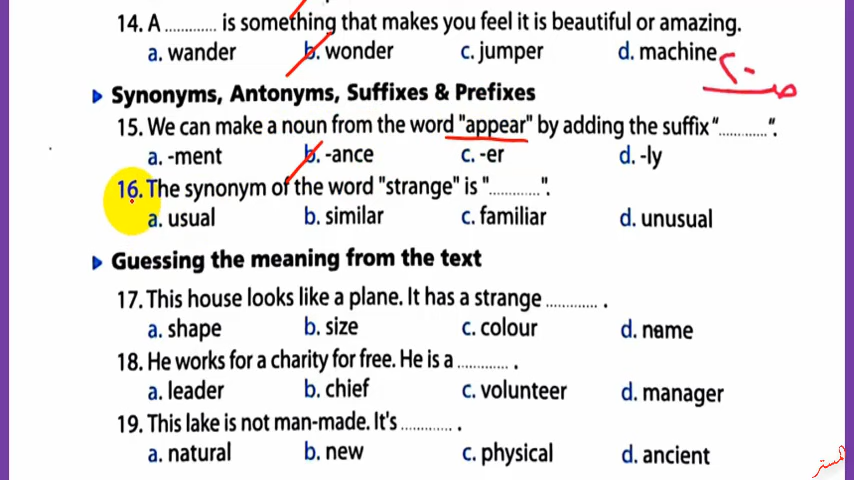 14. A ............ is something that makes you feel it is beautiful or amazing.
a. wander b. wonder c. jumper d. machine
صـ ٢٠
Synonyms, Antonyms, Suffixes & Prefixes
15. We can make a noun from the word "appear" by adding the suffix "............".
a. -ment b. -ance c. -er d. -ly
16. The synonym of the word "strange" is "............".
a. usual b. similar c. familiar d. unusual
Guessing the meaning from the text
17. This house looks like a plane. It has a strange ............ .
a. shape b. size c. colour d. name
18. He works for a charity for free. He is a ............ .
a. leader b. chief c. volunteer d. manager
19. This lake is not man-made. It's ............ .
a. natural b. new c. physical d. ancient
المستر